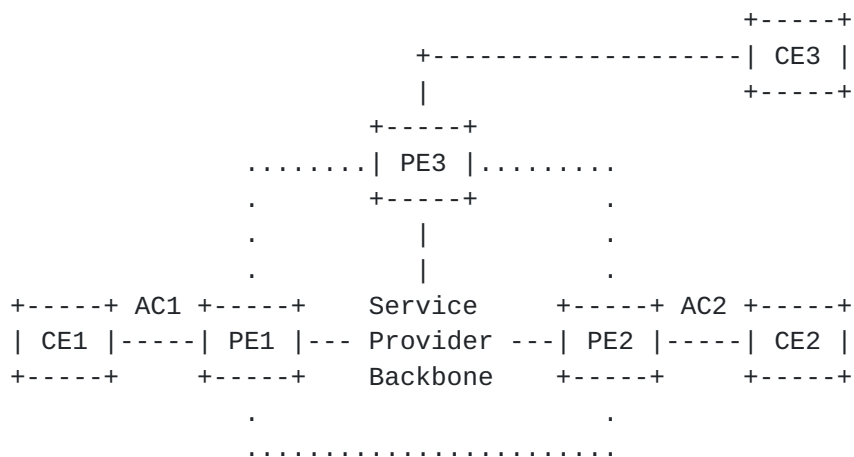 CE3
PE3
AC1 Service AC2
CE1 PE1 Provider PE2 CE2
Backbone